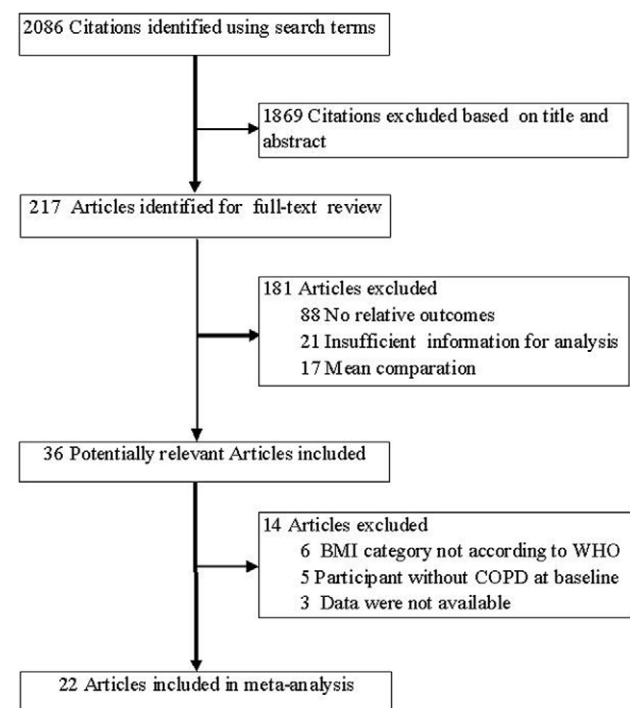 2086 Citations identified using search terms
1869 Citations excluded based on title and
abstract
217 Articles identified for full-text review
181 Articles excluded
88 No relative outcomes
21 Insufficient information for analysis
17 Mean comparation
36 Potentially relevant Articles included
14 Articles excluded
6 BMI category not according to WHO
5 Participant without COPD at baseline
3 Data were not available
22 Articles included in meta-analysis